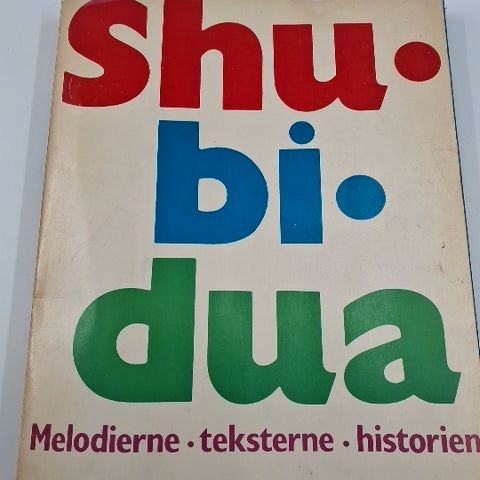 Shu·
bi·
dua
Melodierne · teksterne · historien